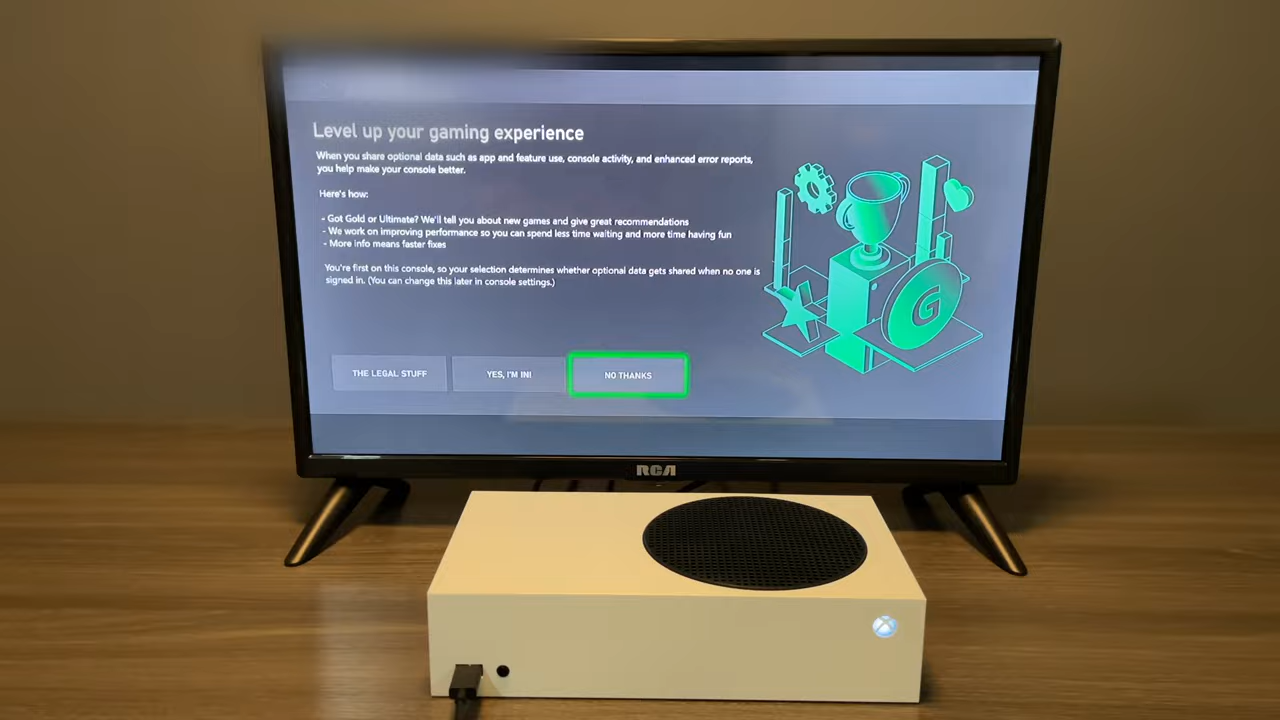 Level up your gaming experience
When you share optional data such as app and feature use, console activity, and enhanced error reports,
you help make your console better.
Here's how:
- Got Gold or Ultimate? We'll tell you about new games and give great recommendations
- We work on improving performance so you can spend less time waiting and more time having fun
- More info means faster fixes
You're first on this console, so your selection determines whether optional data gets shared when no one is
signed in. (You can change this later in console settings.)
THE LEGAL STUFF
YES, I'M IN!
NO THANKS
G
RCA